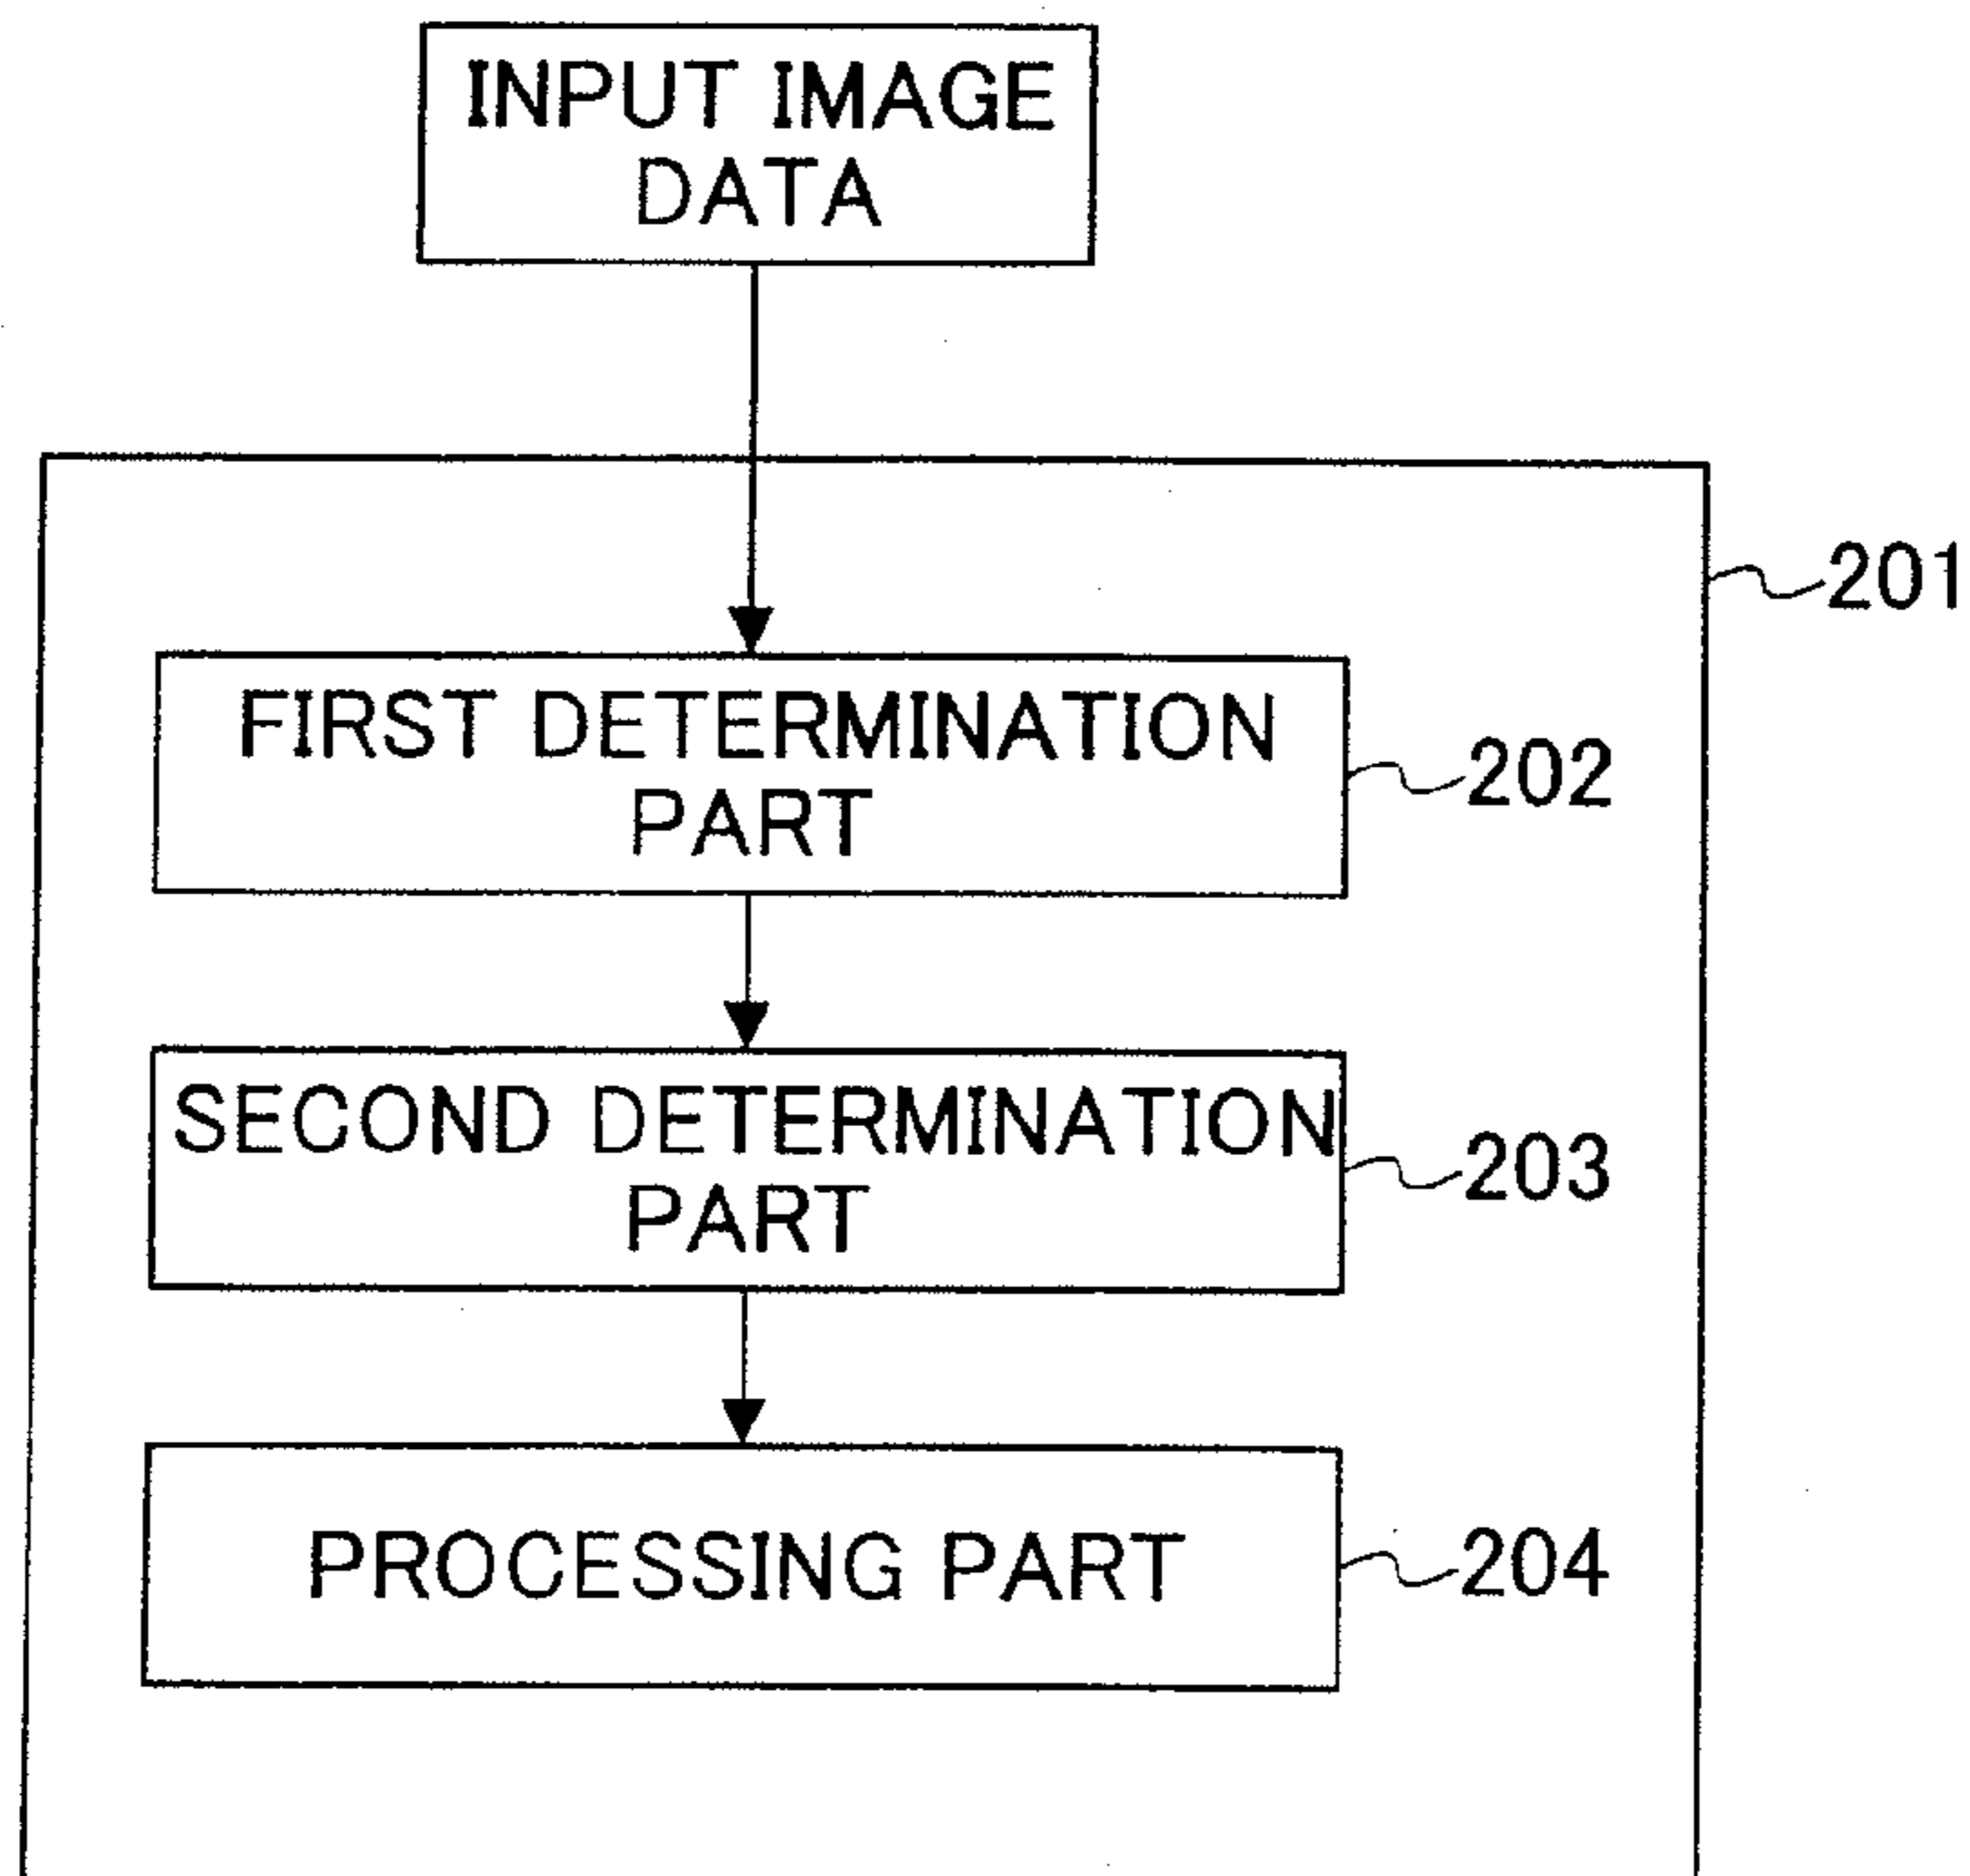 INPUT IMAGE
DATA
201
FIRST DETERMINATION
PART
202
SECOND DETERMINATION
PART
203
PROCESSING PART
204